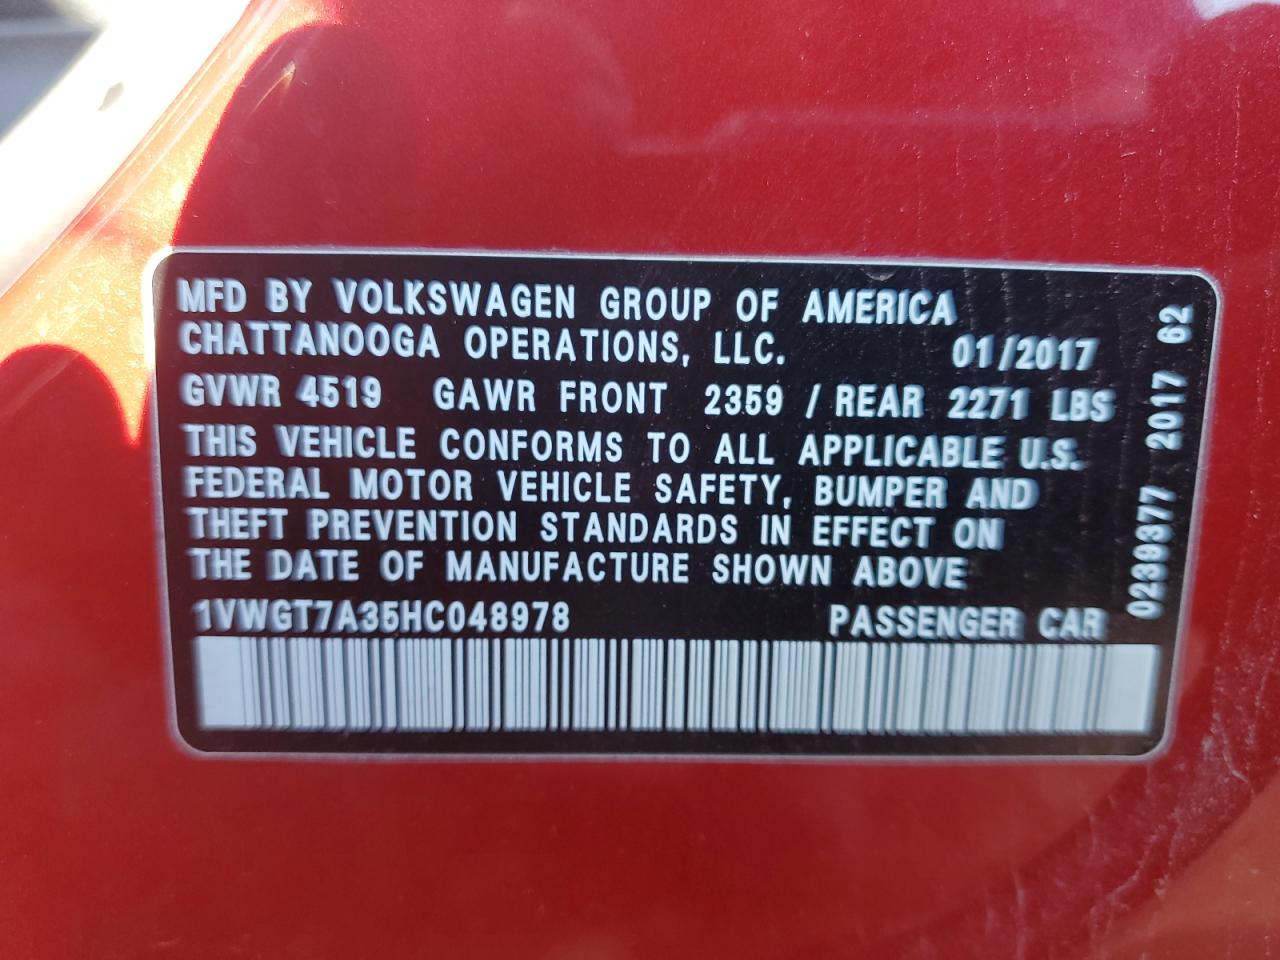 MFD BY VOLKSWAGEN GROUP OF AMERICA
CHATTANOOGA OPERATIONS, LLC. 01/2017
GVWR 4519 GAWR FRONT 2359 / REAR 2271 LBS
THIS VEHICLE CONFORMS TO ALL APPLICABLE U.S.
FEDERAL MOTOR VEHICLE SAFETY, BUMPER AND
THEFT PREVENTION STANDARDS IN EFFECT ON
THE DATE OF MANUFACTURE SHOWN ABOVE
1VWGT7A35HC048978 PASSENGER CAR
0239377 2017 62